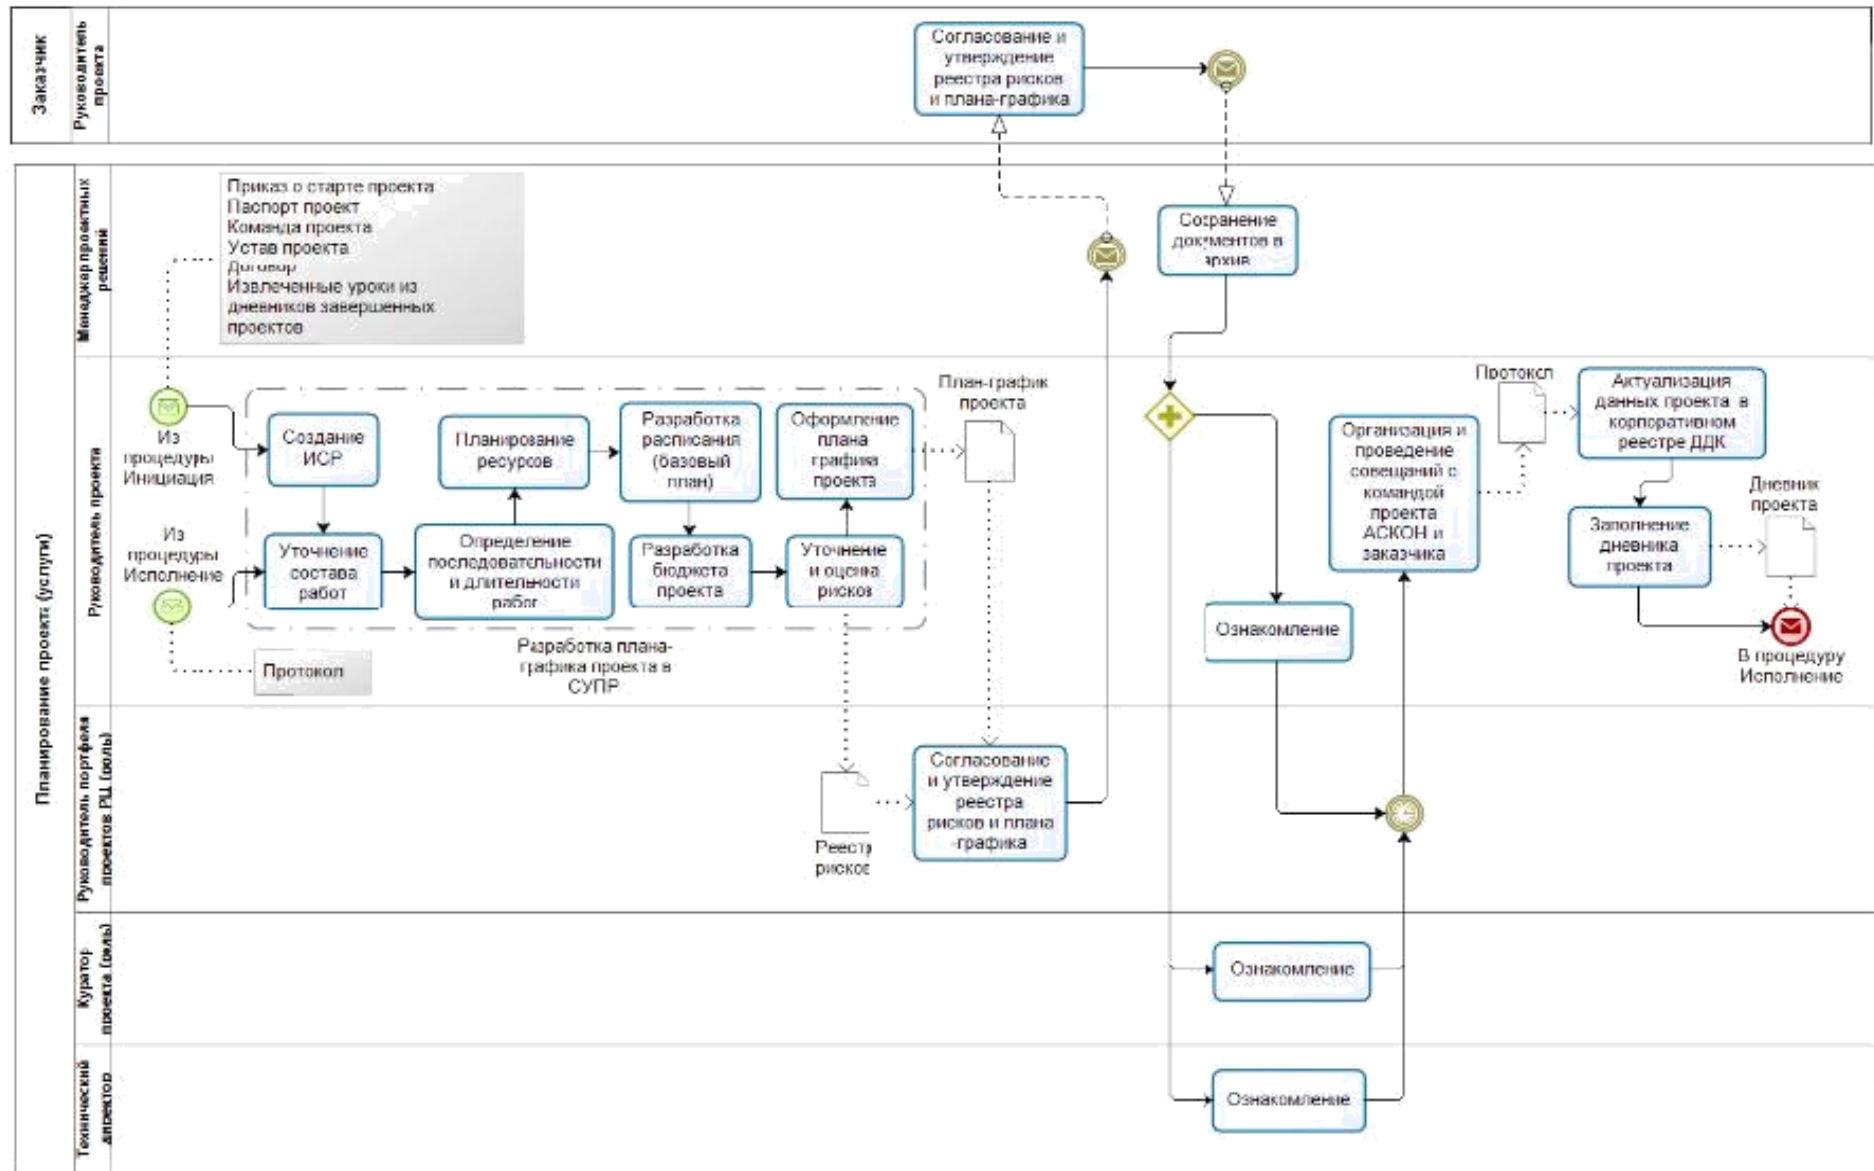 Заказчик
Руководитель
проекта
Согласование и
утверждение
реестра рисков
и плана-графика
Планирование проекта (услуги)
Менеджер проектных
решений
Приказ о старте проекта
Паспорт проект
Команда проекта
Устав проекта
Договор
Извлеченные уроки из
дневников завершенных
проектов
Сохранение
документов в
архив
Руководитель проекта
Из
процедуры
Инициация
Из
процедуры
Исполнение
Протокол
Создание
ИСР
Уточнение
состава
работ
Планирование
ресурсов
Определение
последовательности
и длительности
работ
Разработка
расписания
(базовый
план)
Разработка
бюджета
проекта
Оформление
плана
графика
проекта
Уточнение
и оценка
рисков
Разработка плана-
графика проекта в
СУПР
План-график
проекта
Ознакомление
Организация и
проведение
совещаний с
командой
проекта
АСКОН и
заказчика
Протокол
Актуализация
данных проекта в
корпоративном
реестре ДДК
Заполнение
дневника
проекта
Дневник
проекта
В процедуру
Исполнение
Руководитель портфеля
проектов РЦ (роль)
Реестр
рисков
Согласование
и утверждение
реестра
рисков и плана
-графика
Куратор
проекта (роль)
Ознакомление
Технический
директор
Ознакомление